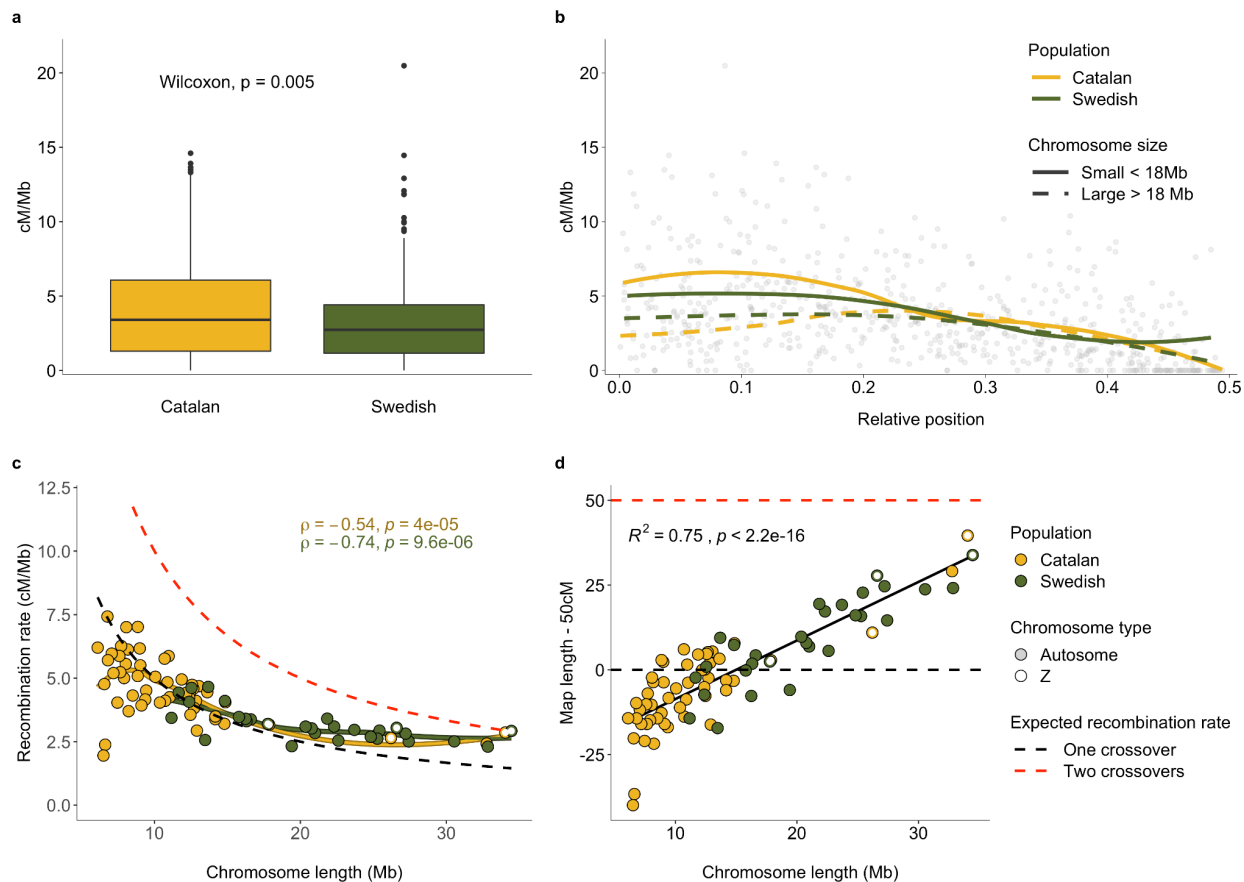 a
cM/Mb
20
15
10
5
0
Wilcoxon, p = 0.005
Catalan
Swedish
b
cM/Mb
20
15
10
5
0
0.0
0.1
0.2
0.3
0.4
0.5
Relative position
Population
Catalan
Swedish
Chromosome size
Small < 18Mb
Large > 18 Mb
c
Recombination rate (cM/Mb)
12.5
10.0
7.5
5.0
2.5
0.0
ρ = −0.54, p = 4e-05
ρ = −0.74, p = 9.6e-06
10
20
30
Chromosome length (Mb)
d
Map length - 50cM
50
25
0
-25
R² = 0.75 , p < 2.2e-16
10
20
30
Chromosome length (Mb)
Population
Catalan
Swedish
Chromosome type
Autosome
Z
Expected recombination rate
One crossover
Two crossovers